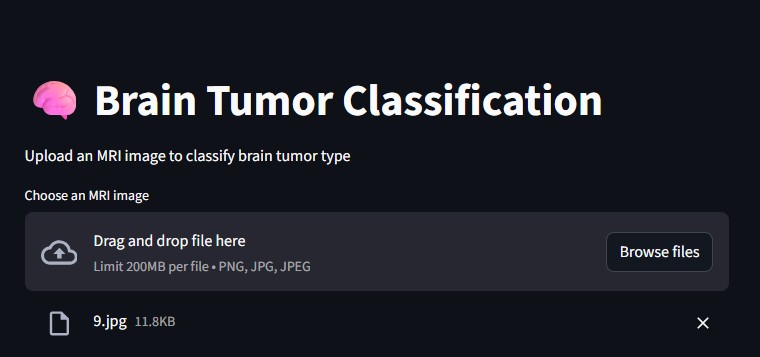 Brain Tumor Classification
Upload an MRI image to classify brain tumor type
Choose an MRI image
Drag and drop file here
Limit 200MB per file • PNG, JPG, JPEG
Browse files
9.jpg 11.8KB